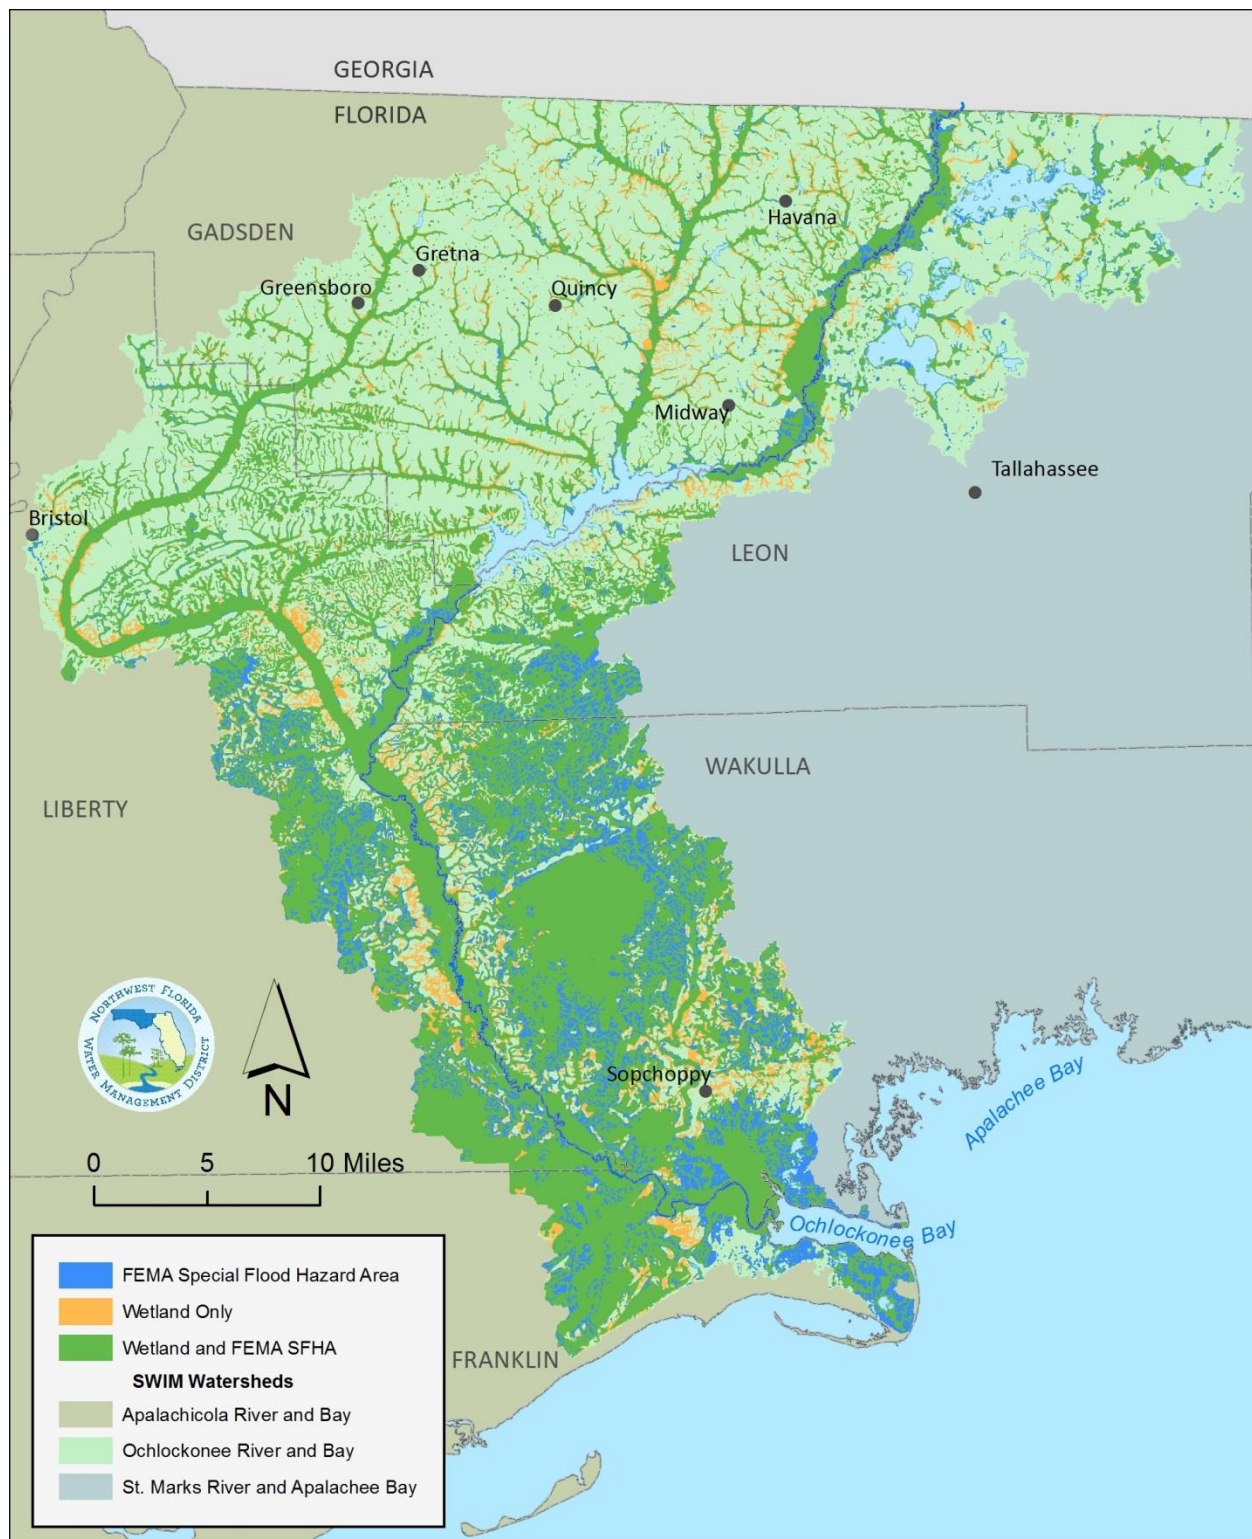 GEORGIA
FLORIDA
GADSDEN
Havana
Gretna
Greensboro
Quincy
Midway
Tallahassee
Bristol
LEON
WAKULLA
LIBERTY
NORTHWEST FLORIDA
WATER MANAGEMENT DISTRICT
N
Sopchoppy
Apalachee Bay
0 5 10 Miles
Ochlockonee Bay
FRANKLIN
FEMA Special Flood Hazard Area
Wetland Only
Wetland and FEMA SFHA
SWIM Watersheds
Apalachicola River and Bay
Ochlockonee River and Bay
St. Marks River and Apalachee Bay